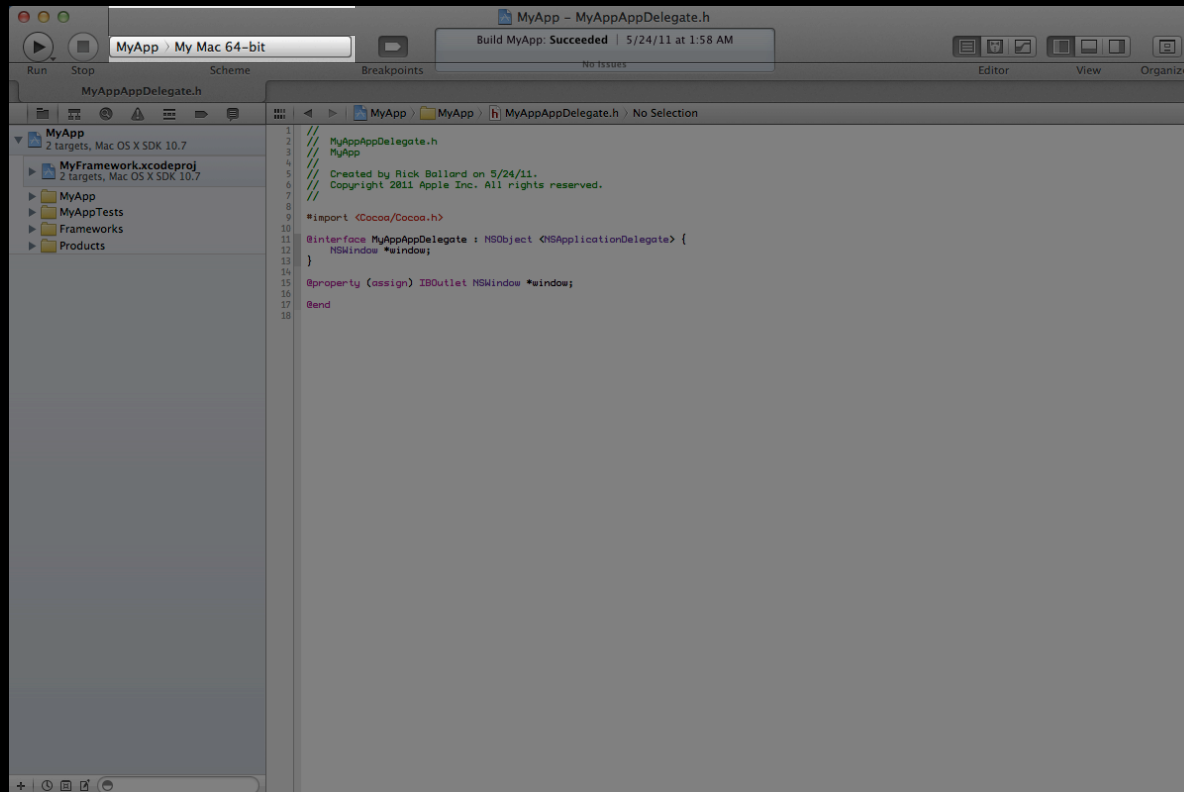 MyApp – MyAppAppDelegate.h
MyApp 〉 My Mac 64-bit
Build MyApp: Succeeded | 5/24/11 at 1:58 AM
No Issues
Run Stop Scheme Breakpoints Editor View Organize
MyAppAppDelegate.h
MyApp 〉 MyApp 〉 h MyAppAppDelegate.h 〉 No Selection
MyApp
2 targets, Mac OS X SDK 10.7
MyFramework.xcodeproj
2 targets, Mac OS X SDK 10.7
MyApp
MyAppTests
Frameworks
Products
1 //
2 // MyAppAppDelegate.h
3 // MyApp
4 //
5 // Created by Rick Ballard on 5/24/11.
6 // Copyright 2011 Apple Inc. All rights reserved.
7 //
8
9 #import <Cocoa/Cocoa.h>
10
11 @interface MyAppAppDelegate : NSObject <NSApplicationDelegate> {
12 NSWindow *window;
13 }
14
15 @property (assign) IBOutlet NSWindow *window;
16
17 @end
18